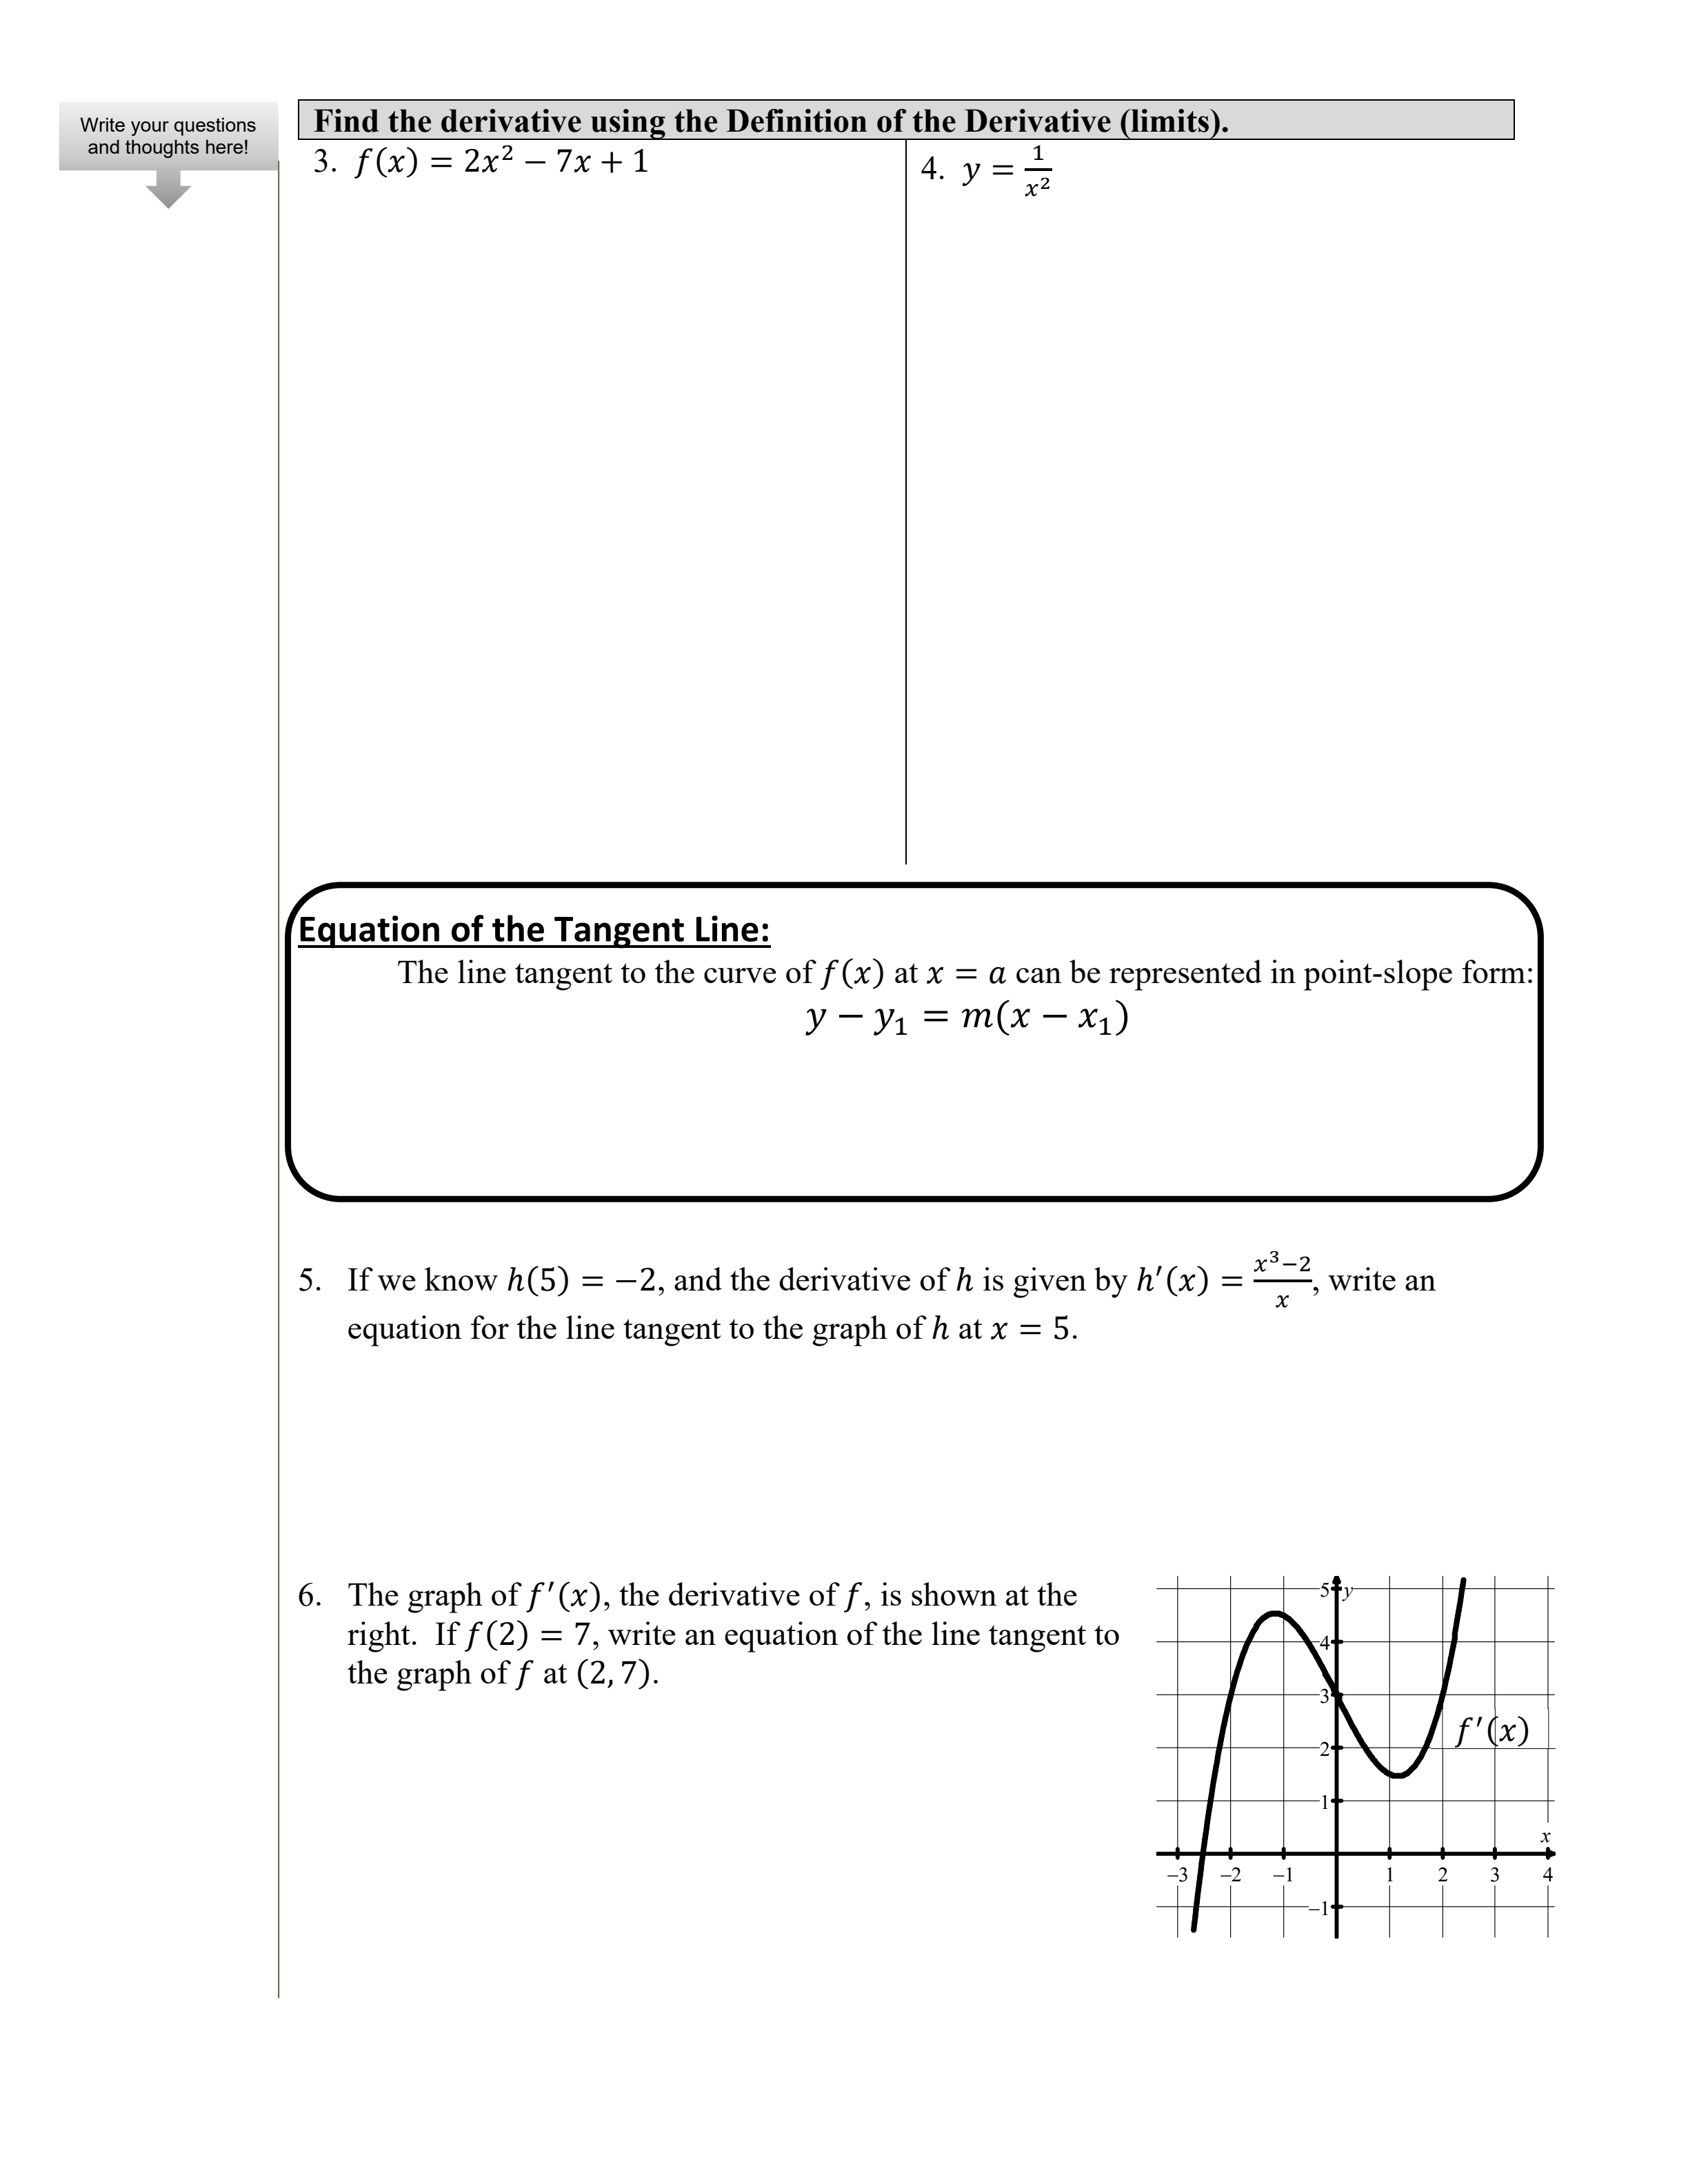 Write your questions
and thoughts here!
Find the derivative using the Definition of the Derivative (limits).
3. f(x) = 2x² − 7x + 1
4. y = 1/x²
Equation of the Tangent Line:
The line tangent to the curve of f(x) at x = a can be represented in point-slope form:
y − y₁ = m(x − x₁)
5. If we know h(5) = −2, and the derivative of h is given by h′(x) = (x³−2)/x, write an
equation for the line tangent to the graph of h at x = 5.
6. The graph of f′(x), the derivative of f, is shown at the
right. If f(2) = 7, write an equation of the line tangent to
the graph of f at (2, 7).
5 y
4
3
f′(x)
2
1
x
−3 −2 −1 1 2 3 4
−1